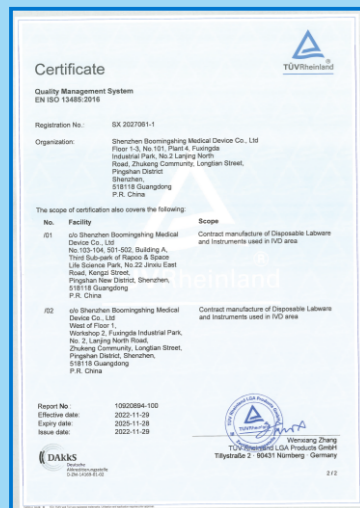 TÜVRheinland
Certificate
Quality Management System
EN ISO 13485:2016
Registration No.: SX 2027061-1
Organization: Shenzhen Boomingshing Medical Device Co., Ltd
Floor 1-3, No.101, Plant 4, Fuxingda
Industrial Park, No.2 Lanjing North
Road, Zhukeng Community, Longtian Street,
Pingshan District
Shenzhen,
518118 Guangdong
P.R. China
The scope of certification also covers the following:
No. Facility Scope
/01 c/o Shenzhen Boomingshing Medical Contract manufacture of Disposable Labware
Device Co., Ltd and Instruments used in IVD area
No.103-104, 501-502, Building A,
Third Sub-park of Rapoo & Space
Life Science Park, No.22 Jinxiu East
Road, Kengzi Street,
Pingshan New District, Shenzhen,
518118 Guangdong
P.R. China
/02 c/o Shenzhen Boomingshing Medical Contract manufacture of Disposable Labware
Device Co., Ltd and Instruments used in IVD area
West of Floor 1,
Workshop 2, Fuxingda Industrial Park,
No. 2, Lanjing North Road,
Zhukeng Community, Longtian Street,
Pingshan District, Shenzhen,
518118 Guangdong
P.R. China
Report No.: 10920894-100
Effective date: 2022-11-29
Expiry date: 2025-11-28
Issue date: 2022-11-29
Wenxiang Zhang
TÜV Rheinland LGA Products GmbH
Tillystraße 2 · 90431 Nürnberg · Germany
DAkkS
Deutsche
Akkreditierungsstelle
2/2